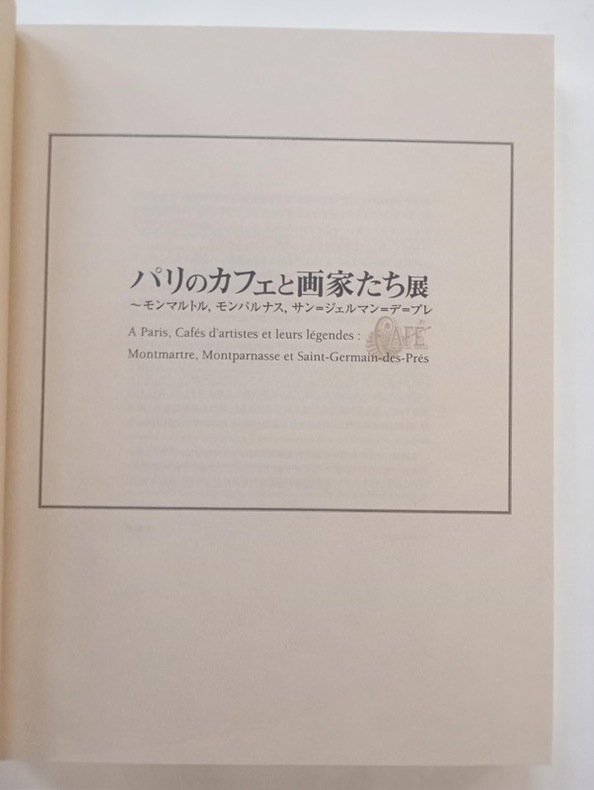 パリのカフェと画家たち展
～モンマルトル, モンパルナス, サン=ジェルマン=デ=プレ
A Paris, Cafés d'artistes et leurs légendes :
CAFÉ
Montmartre, Montparnasse et Saint-Germain-des-Prés